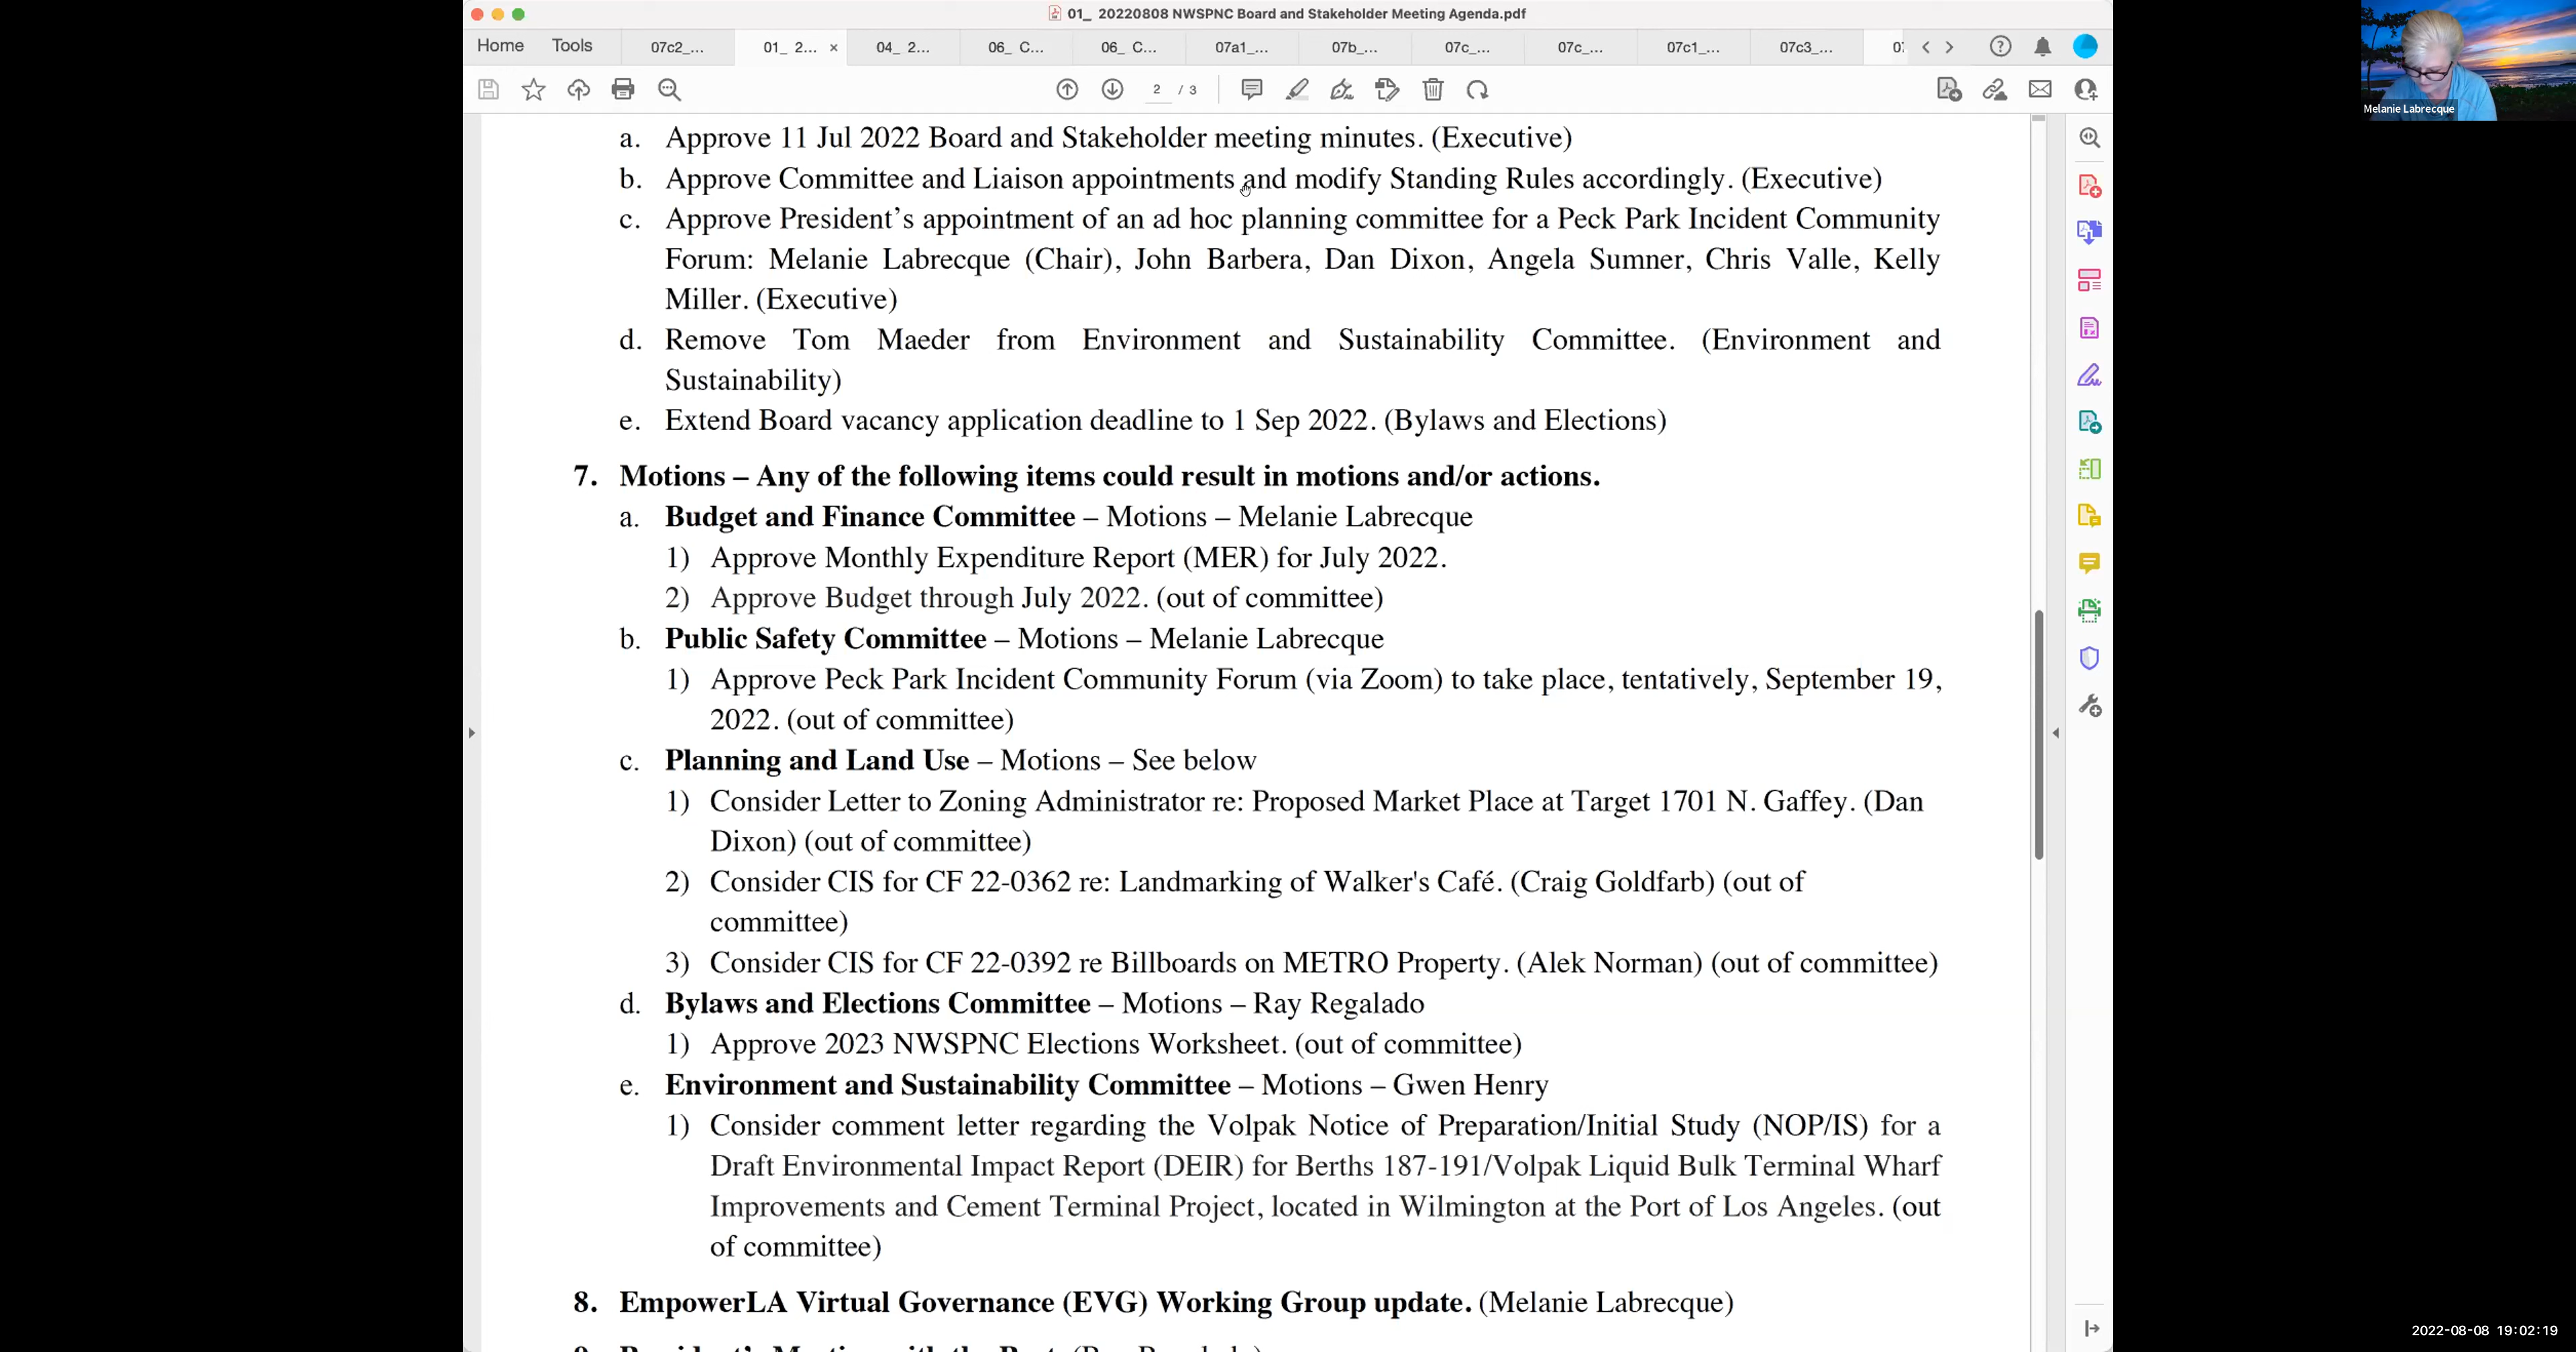 01_ 20220808 NWSPNC Board and Stakeholder Meeting Agenda.pdf
Home Tools 07c2_... 01_ 2... × 04_ 2... 06_ C... 06_ C... 07a1_... 07b_... 07c_... 07c_... 07c1_... 07c3_...
2 / 3
Melanie Labrecque
a. Approve 11 Jul 2022 Board and Stakeholder meeting minutes. (Executive)
b. Approve Committee and Liaison appointments and modify Standing Rules accordingly. (Executive)
c. Approve President’s appointment of an ad hoc planning committee for a Peck Park Incident Community
Forum: Melanie Labrecque (Chair), John Barbera, Dan Dixon, Angela Sumner, Chris Valle, Kelly
Miller. (Executive)
d. Remove Tom Maeder from Environment and Sustainability Committee. (Environment and
Sustainability)
e. Extend Board vacancy application deadline to 1 Sep 2022. (Bylaws and Elections)
7. Motions – Any of the following items could result in motions and/or actions.
a. Budget and Finance Committee – Motions – Melanie Labrecque
1) Approve Monthly Expenditure Report (MER) for July 2022.
2) Approve Budget through July 2022. (out of committee)
b. Public Safety Committee – Motions – Melanie Labrecque
1) Approve Peck Park Incident Community Forum (via Zoom) to take place, tentatively, September 19,
2022. (out of committee)
c. Planning and Land Use – Motions – See below
1) Consider Letter to Zoning Administrator re: Proposed Market Place at Target 1701 N. Gaffey. (Dan
Dixon) (out of committee)
2) Consider CIS for CF 22-0362 re: Landmarking of Walker's Café. (Craig Goldfarb) (out of
committee)
3) Consider CIS for CF 22-0392 re Billboards on METRO Property. (Alek Norman) (out of committee)
d. Bylaws and Elections Committee – Motions – Ray Regalado
1) Approve 2023 NWSPNC Elections Worksheet. (out of committee)
e. Environment and Sustainability Committee – Motions – Gwen Henry
1) Consider comment letter regarding the Volpak Notice of Preparation/Initial Study (NOP/IS) for a
Draft Environmental Impact Report (DEIR) for Berths 187-191/Volpak Liquid Bulk Terminal Wharf
Improvements and Cement Terminal Project, located in Wilmington at the Port of Los Angeles. (out
of committee)
8. EmpowerLA Virtual Governance (EVG) Working Group update. (Melanie Labrecque)
2022-08-08 19:02:19